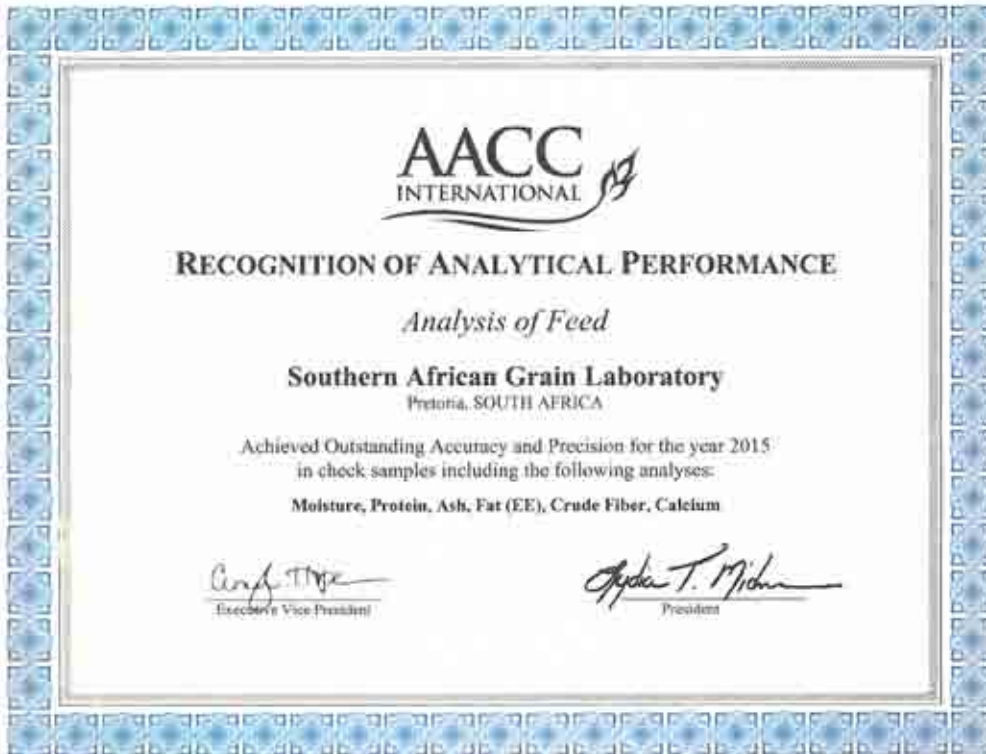 AACC
INTERNATIONAL
RECOGNITION OF ANALYTICAL PERFORMANCE
Analysis of Feed
Southern African Grain Laboratory
Pretoria, SOUTH AFRICA
Achieved Outstanding Accuracy and Precision for the year 2015
in check samples including the following analyses:
Moisture, Protein, Ash, Fat (EE), Crude Fiber, Calcium
Executive Vice President
T.
President